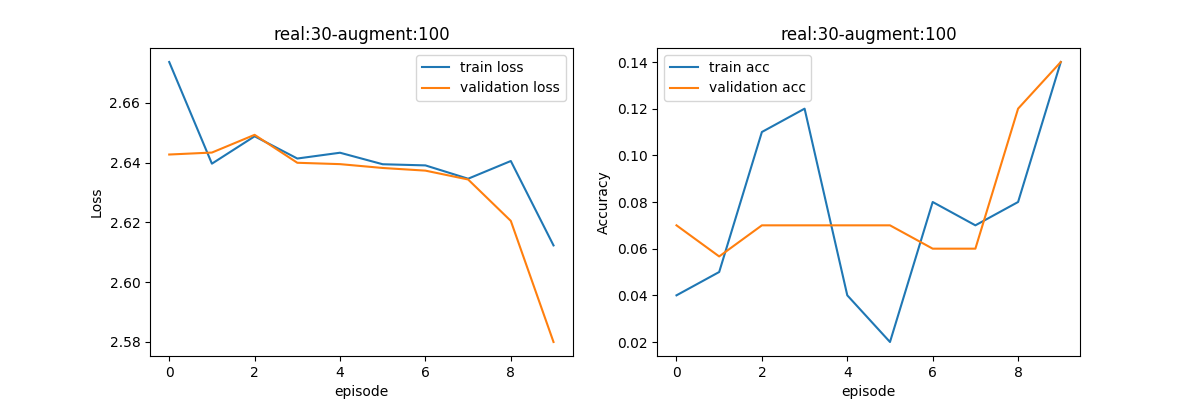 real:30-augment:100
train loss
validation loss
2.66
2.64
2.62
2.60
2.58
Loss
0
2
4
6
8
episode
real:30-augment:100
train acc
validation acc
0.14
0.12
0.10
0.08
0.06
0.04
0.02
Accuracy
0
2
4
6
8
episode